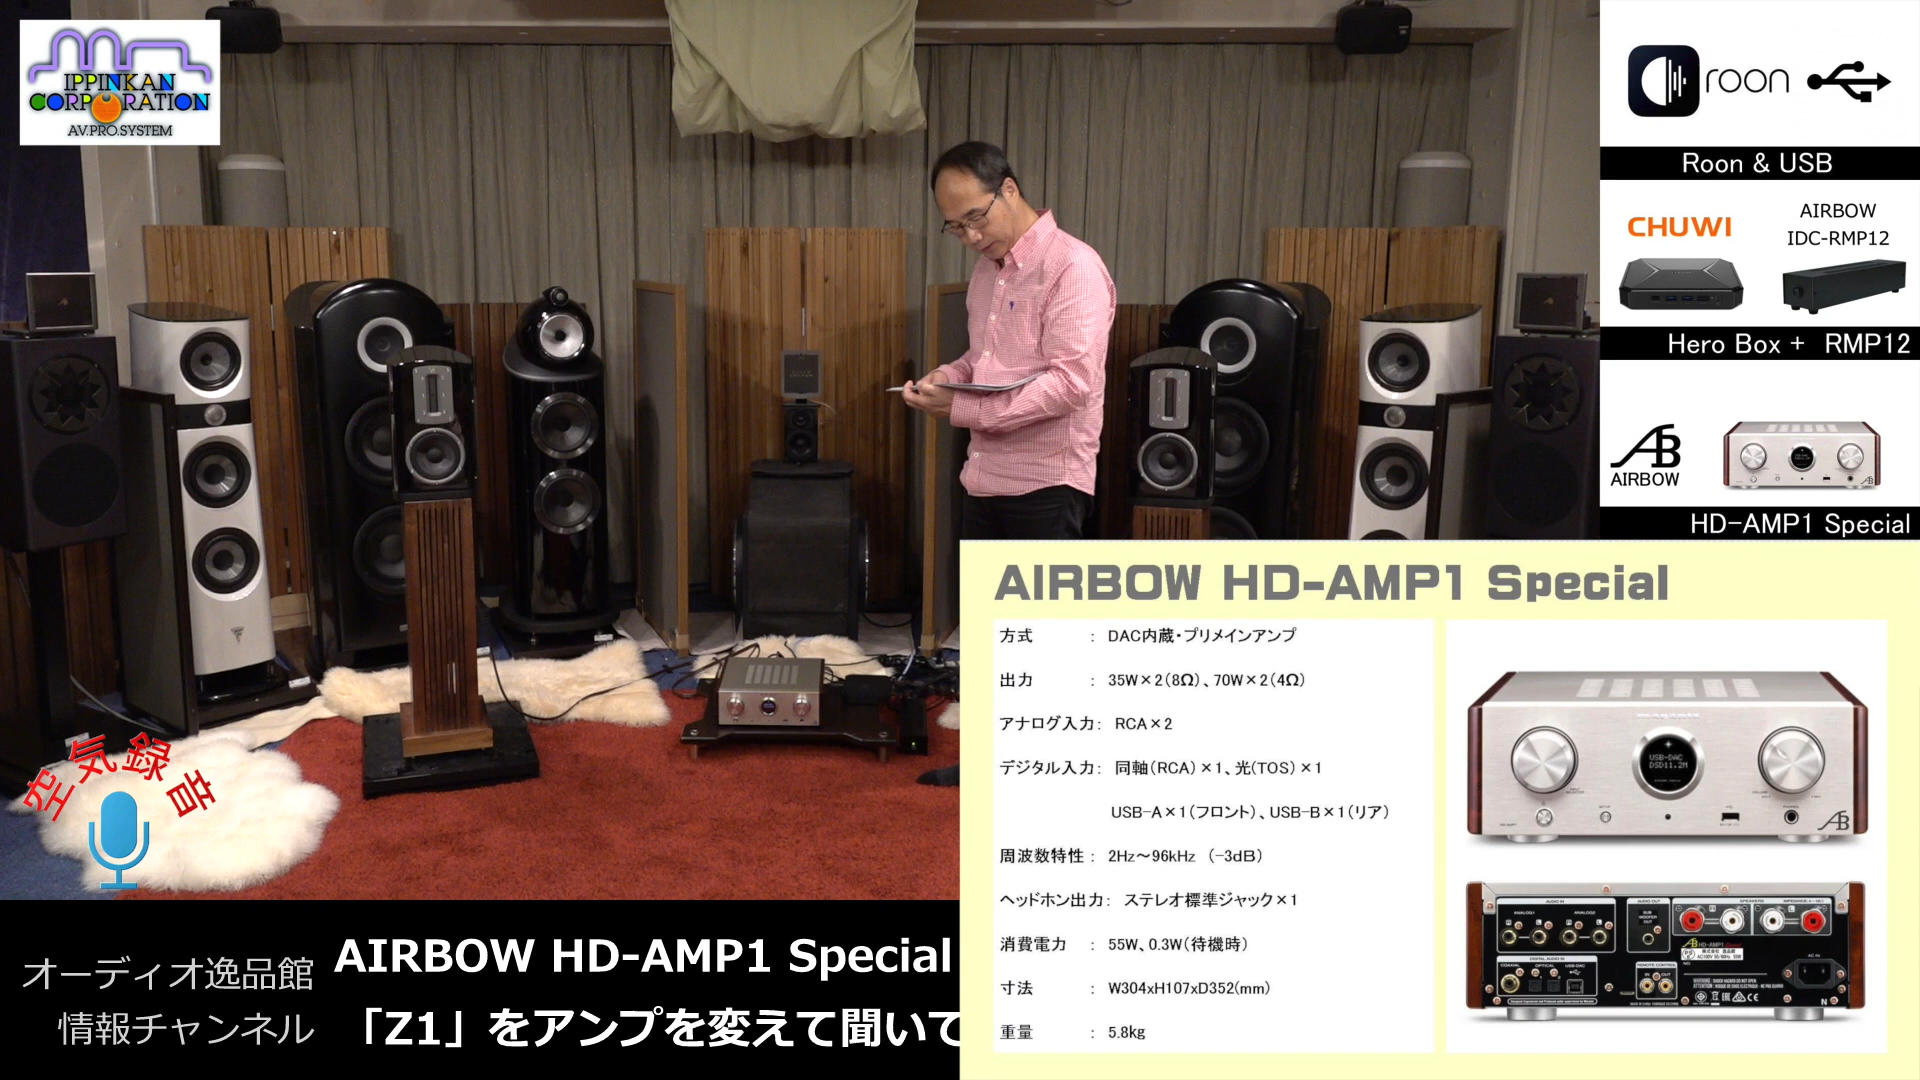 IPPINKAN
CORPORATION
AV.PRO.SYSTEM
roon
Roon & USB
CHUWI
AIRBOW
IDC-RMP12
Hero Box + RMP12
AIRBOW
HD-AMP1 Special
AIRBOW HD-AMP1 Special
方式 : DAC内蔵・プリメインアンプ
出力 : 35W×2(8Ω)、70W×2(4Ω)
アナログ入力: RCA×2
デジタル入力: 同軸(RCA)×1、光(TOS)×1
USB-A×1(フロント)、USB-B×1(リア)
周波数特性 : 2Hz～96kHz (-3dB)
ヘッドホン出力: ステレオ標準ジャック×1
消費電力 : 55W、0.3W(待機時)
寸法 : W304xH107xD352(mm)
重量 : 5.8kg
USB-DAC
DSD11.2M
空気録音
オーディオ逸品館
情報チャンネル
AIRBOW HD-AMP1 Special
「Z1」をアンプを変えて聞いて